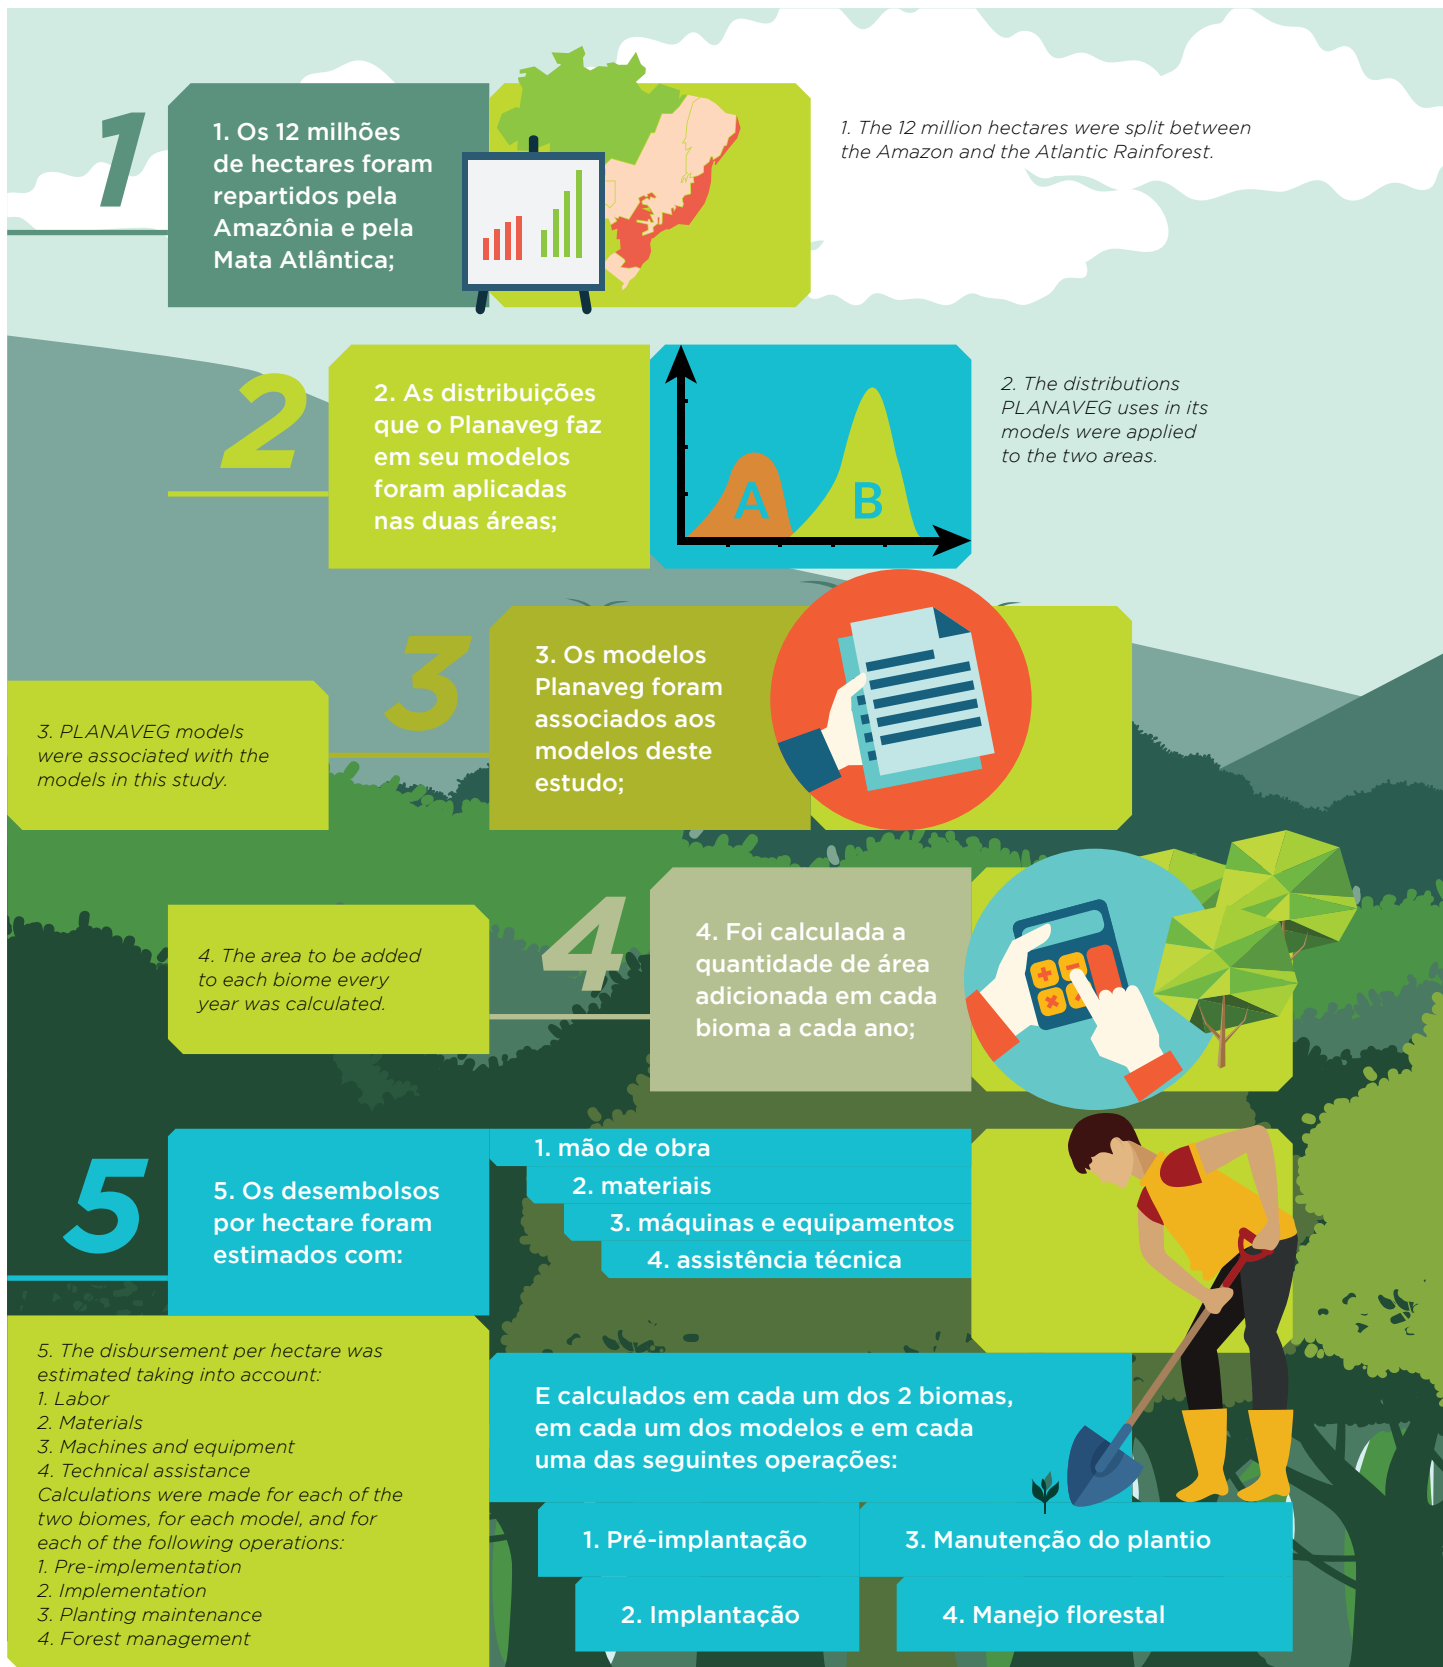 1
1. Os 12 milhões
de hectares foram
repartidos pela
Amazônia e pela
Mata Atlântica;
1. The 12 million hectares were split between
the Amazon and the Atlantic Rainforest.
2
2. As distribuições
que o Planaveg faz
em seu modelos
foram aplicadas
nas duas áreas;
A
B
2. The distributions
PLANAVEG uses in its
models were applied
to the two areas.
3
3. Os modelos
Planaveg foram
associados aos
modelos deste
estudo;
3. PLANAVEG models
were associated with the
models in this study.
4
4. Foi calculada a
quantidade de área
adicionada em cada
bioma a cada ano;
4. The area to be added
to each biome every
year was calculated.
5
5. Os desembolsos
por hectare foram
estimados com:
1. mão de obra
2. materiais
3. máquinas e equipamentos
4. assistência técnica
E calculados em cada um dos 2 biomas,
em cada um dos modelos e em cada
uma das seguintes operações:
1. Pré-implantação
2. Implantação
3. Manutenção do plantio
4. Manejo florestal
5. The disbursement per hectare was
estimated taking into account:
1. Labor
2. Materials
3. Machines and equipment
4. Technical assistance
Calculations were made for each of the
two biomes, for each model, and for
each of the following operations:
1. Pre-implementation
2. Implementation
3. Planting maintenance
4. Forest management